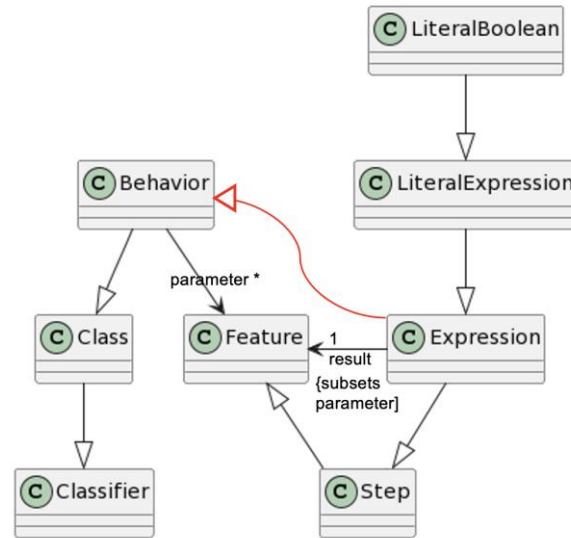 C LiteralBoolean
C Behavior
C LiteralExpression
parameter *
C Class
C Feature
1
result
{subsets
parameter]
C Expression
C Classifier
C Step